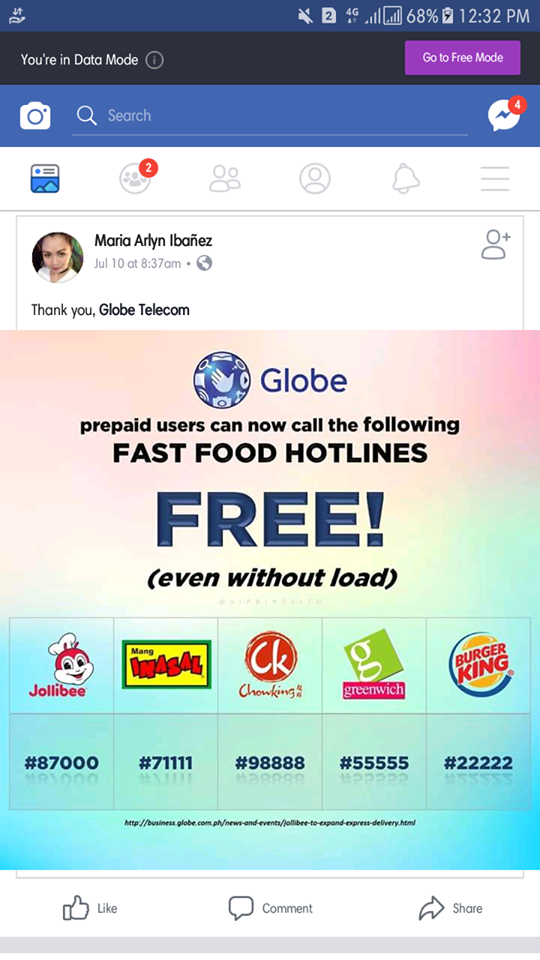 2 4G 68% 12:32 PM
You're in Data Mode i Go to Free Mode
Search 4
2
Maria Arlyn Ibañez
Jul 10 at 8:37am •
Thank you, Globe Telecom
Globe
prepaid users can now call the following
FAST FOOD HOTLINES
FREE!
(even without load)
Jollibee Mang INASAL Ck Chowking g greenwich BURGER KING
#87000 #71111 #98888 #55555 #22222
http://business.globe.com.ph/news-and-events/jollibee-to-expand-express-delivery.html
Like Comment Share